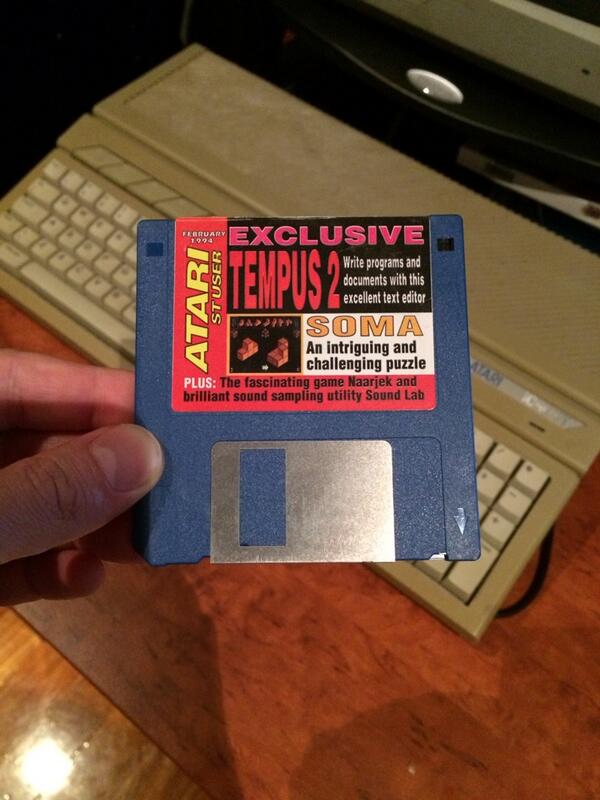 FEBRUARY
1994
ATARI
ST USER
EXCLUSIVE
TEMPUS 2
Write programs and
documents with this
excellent text editor
SOMA
An intriguing and
challenging puzzle
PLUS: The fascinating game Naarjek and
brilliant sound sampling utility Sound Lab
ATARI